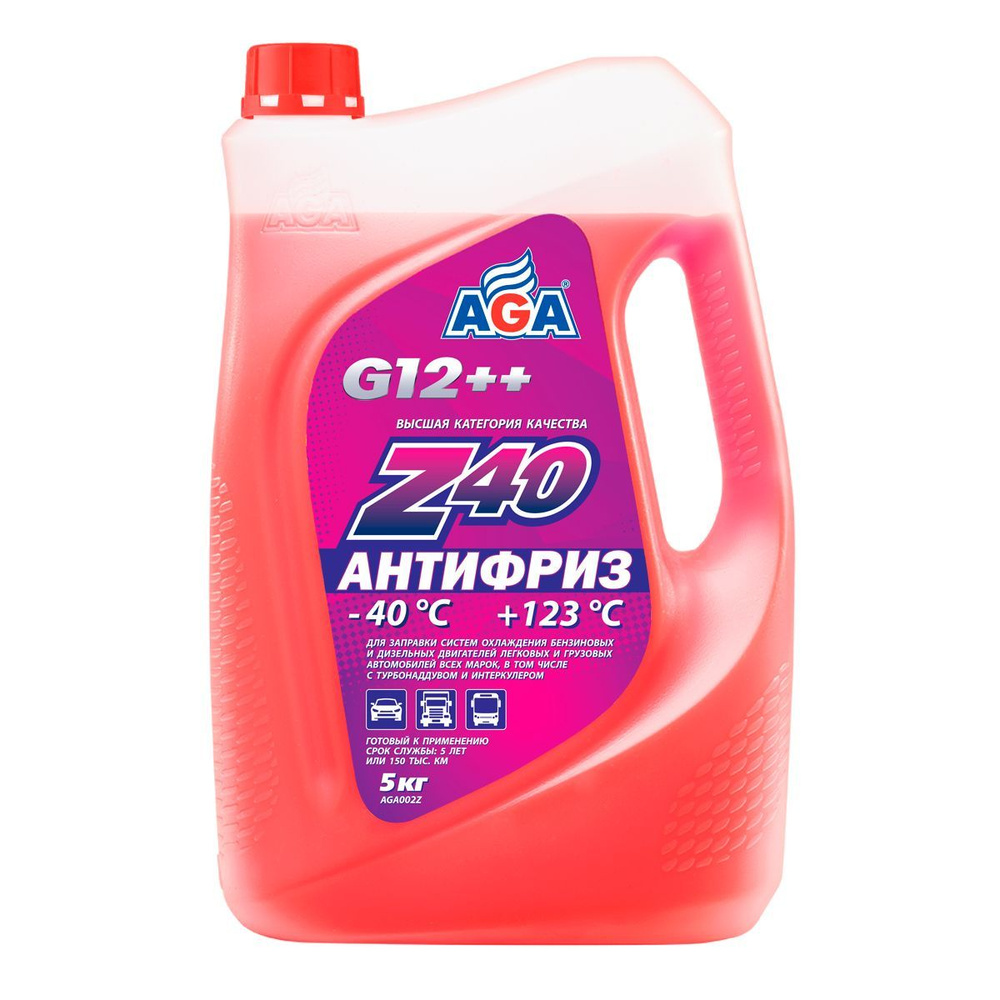 AGA
AGA®
G12++
ВЫСШАЯ КАТЕГОРИЯ КАЧЕСТВА
Z40
АНТИФРИЗ
- 40 °C +123 °C
ДЛЯ ЗАПРАВКИ СИСТЕМ ОХЛАЖДЕНИЯ БЕНЗИНОВЫХ
И ДИЗЕЛЬНЫХ ДВИГАТЕЛЕЙ ЛЕГКОВЫХ И ГРУЗОВЫХ
АВТОМОБИЛЕЙ ВСЕХ МАРОК, В ТОМ ЧИСЛЕ
С ТУРБОНАДДУВОМ И ИНТЕРКУЛЕРОМ
ГОТОВЫЙ К ПРИМЕНЕНИЮ
СРОК СЛУЖБЫ: 5 ЛЕТ
ИЛИ 150 ТЫС. КМ
5 КГ
AGA002Z